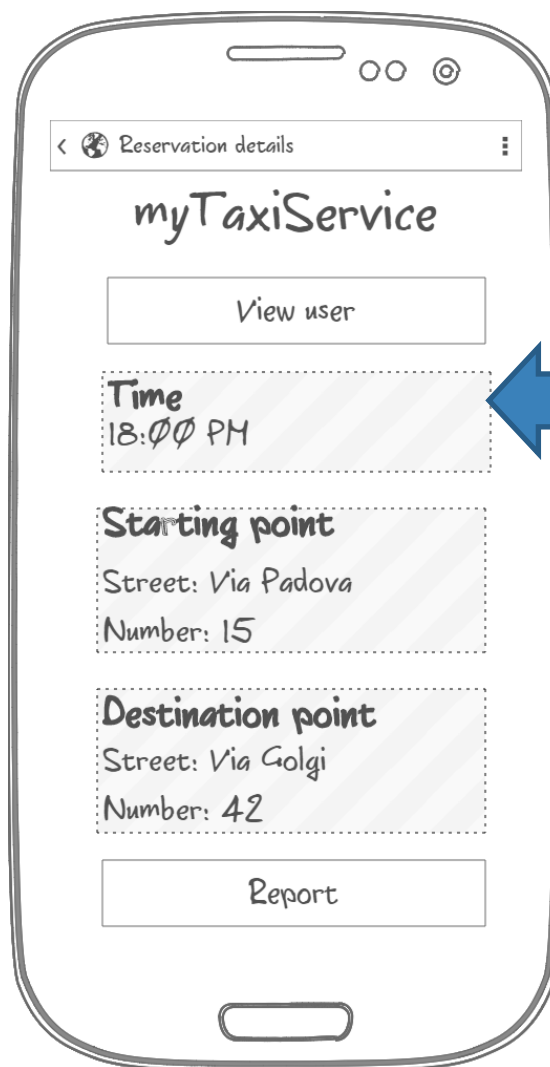 Reservation details
myTaxiService
View user
Time
18:00 PM
Starting point
Street: Via Padova
Number: 15
Destination point
Street: Via Golgi
Number: 42
Report